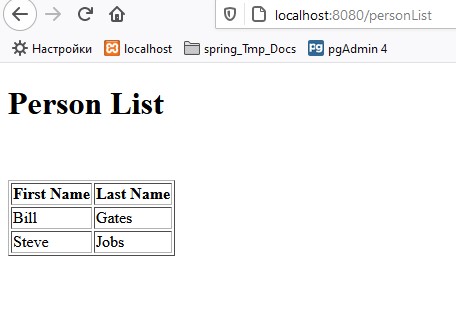 localhost:8080/personList
Настройки localhost spring_Tmp_Docs pgAdmin 4
Person List
First Name Last Name
Bill Gates
Steve Jobs